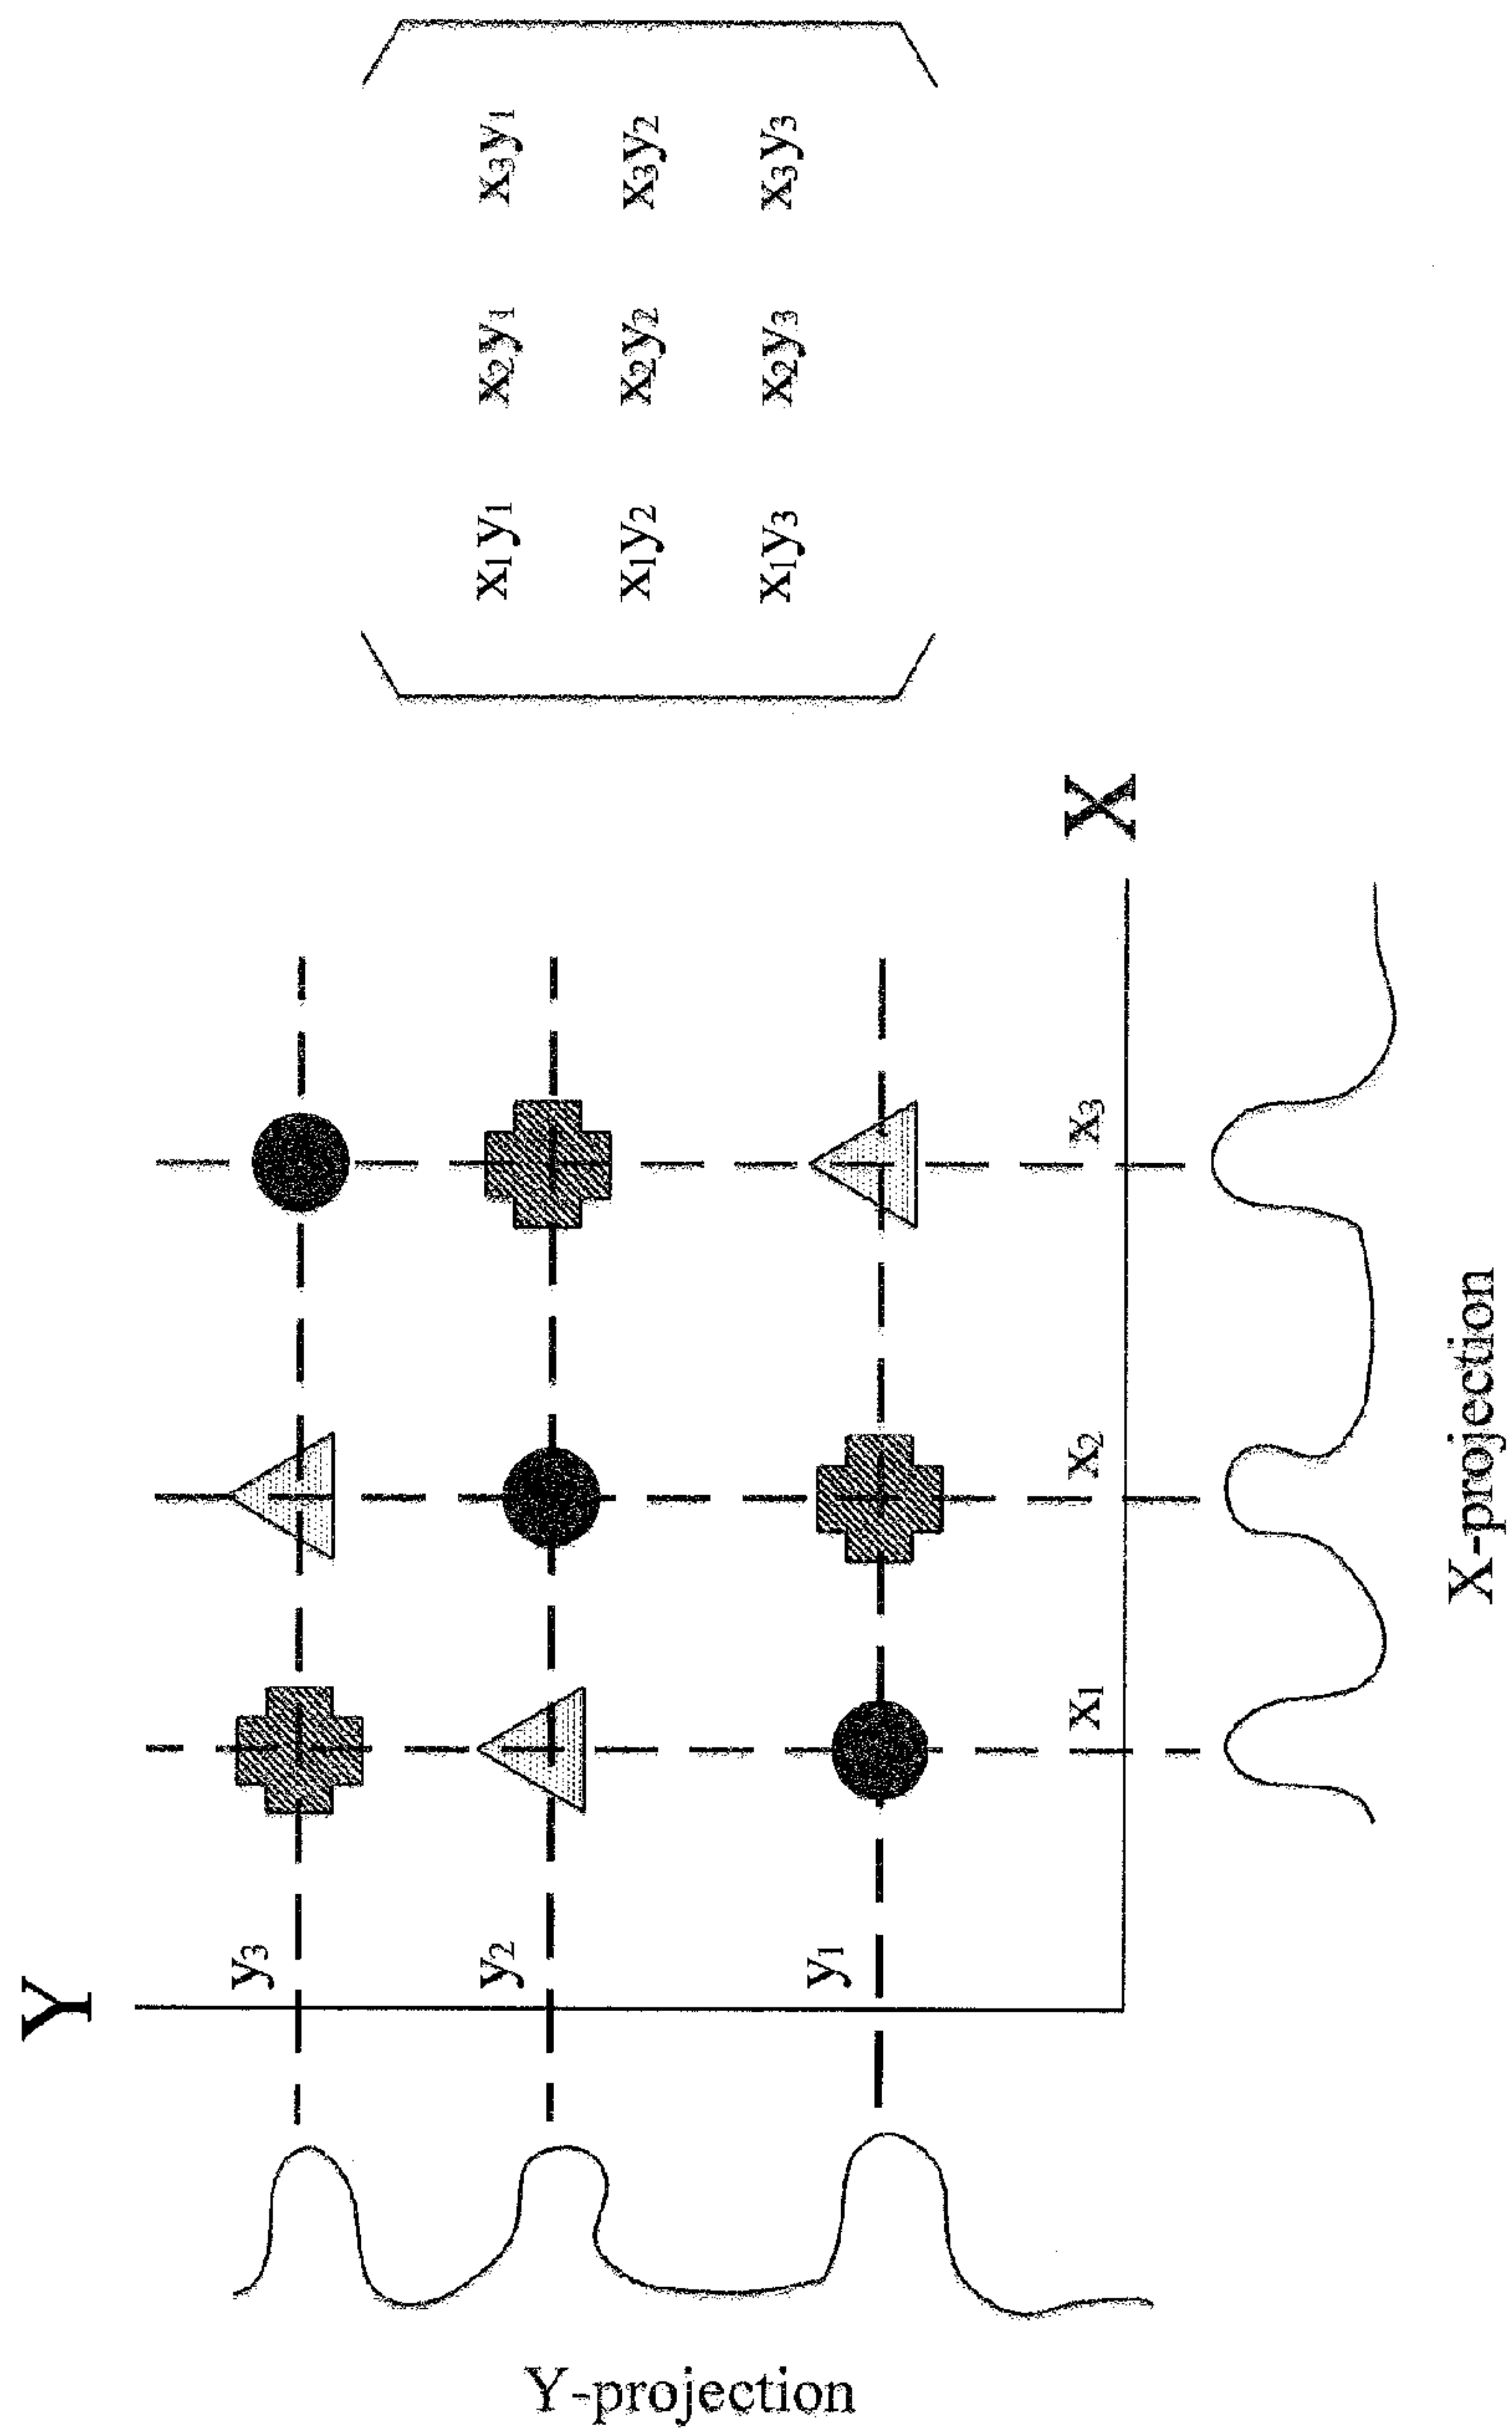 Y
y₃
y₂
y₁
x₁
x₂
x₃
X
Y-projection
X-projection
x₁y₁ x₂y₁ x₃y₁
x₁y₂ x₂y₂ x₃y₂
x₁y₃ x₂y₃ x₃y₃